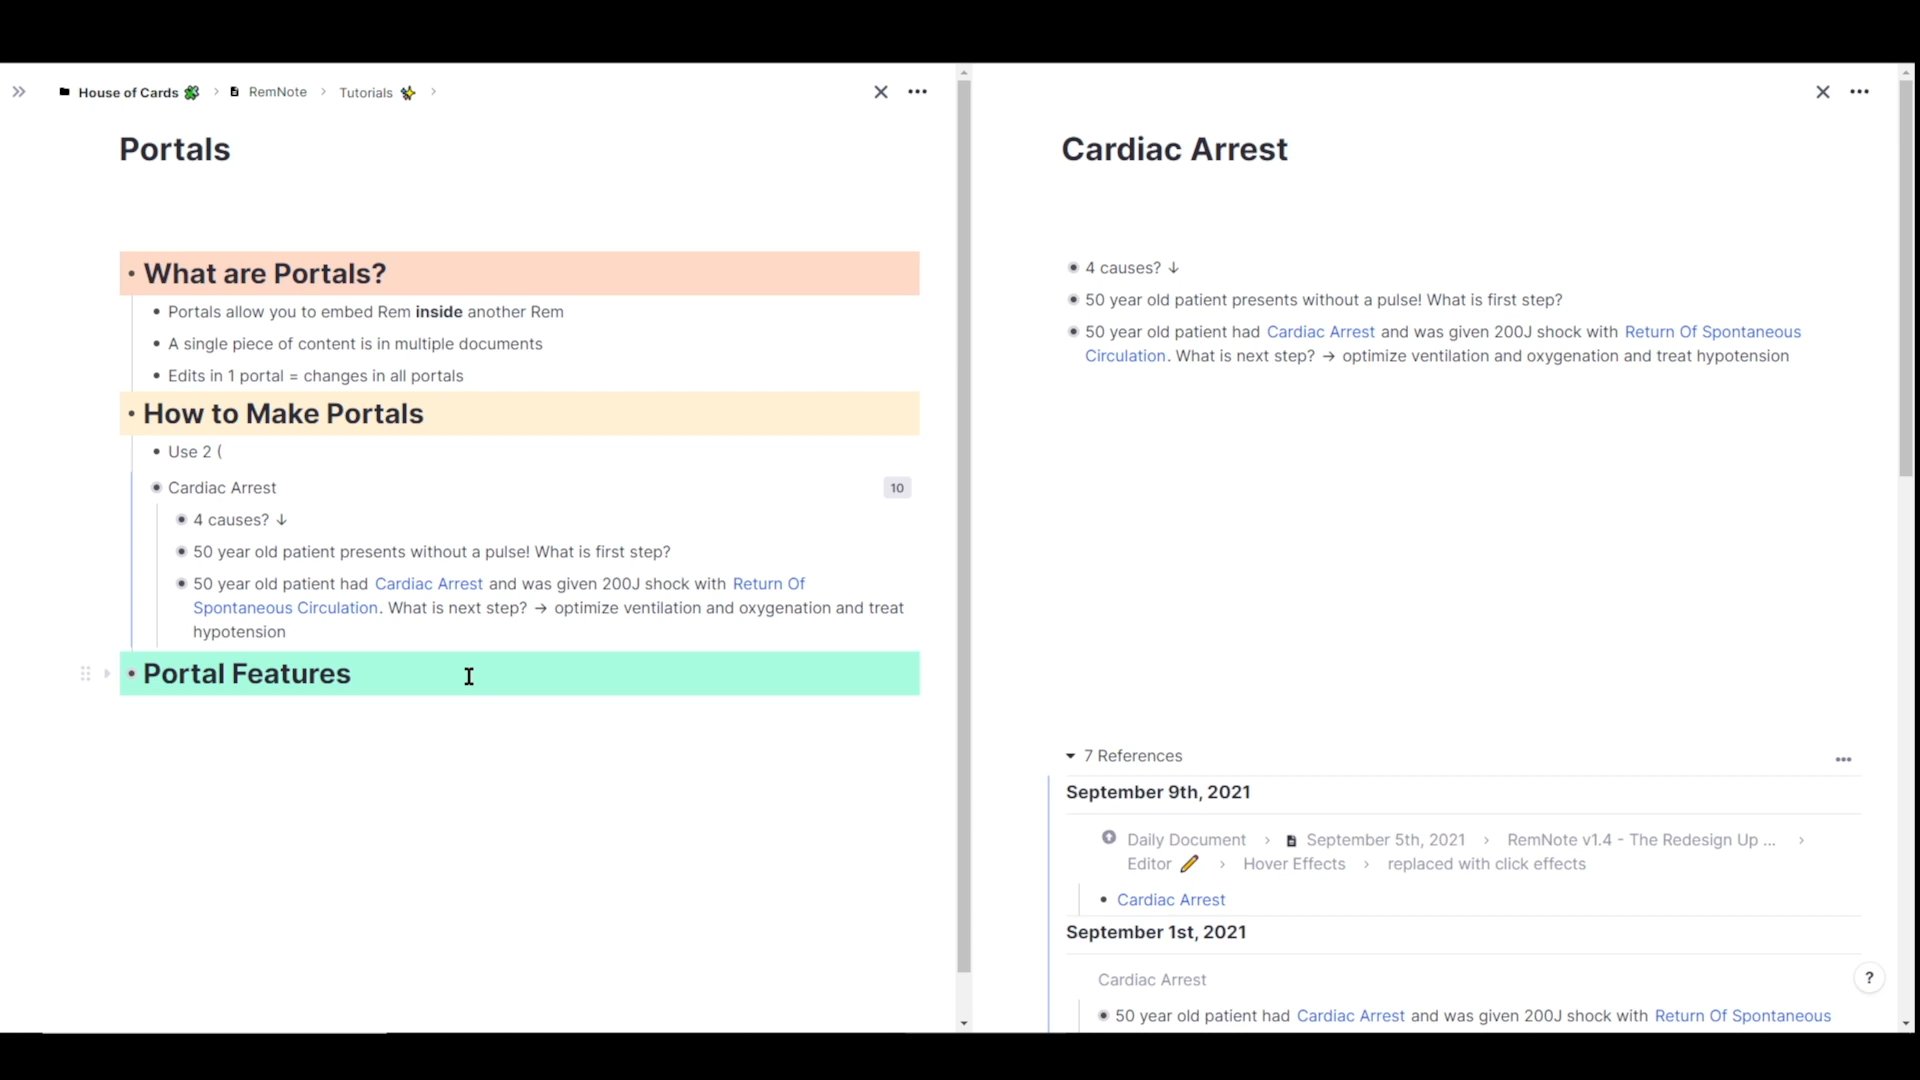 House of Cards > RemNote > Tutorials >
Portals
What are Portals?
Portals allow you to embed Rem inside another Rem
A single piece of content is in multiple documents
Edits in 1 portal = changes in all portals
How to Make Portals
Use 2 (
Cardiac Arrest 10
4 causes? ↓
50 year old patient presents without a pulse! What is first step?
50 year old patient had Cardiac Arrest and was given 200J shock with Return Of
Spontaneous Circulation. What is next step? → optimize ventilation and oxygenation and treat
hypotension
Portal Features
Cardiac Arrest
4 causes? ↓
50 year old patient presents without a pulse! What is first step?
50 year old patient had Cardiac Arrest and was given 200J shock with Return Of Spontaneous
Circulation. What is next step? → optimize ventilation and oxygenation and treat hypotension
7 References
September 9th, 2021
Daily Document > September 5th, 2021 > RemNote v1.4 - The Redesign Up ... >
Editor > Hover Effects > replaced with click effects
Cardiac Arrest
September 1st, 2021
Cardiac Arrest
50 year old patient had Cardiac Arrest and was given 200J shock with Return Of Spontaneous
?